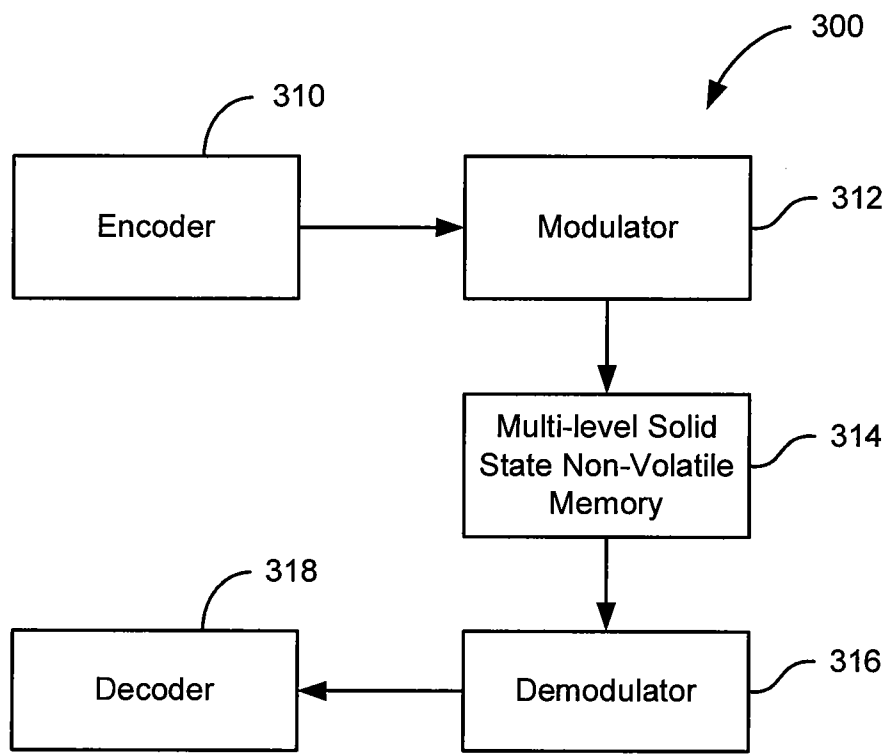 300
310
Encoder
Modulator
312
Multi-level Solid
State Non-Volatile
Memory
314
318
Decoder
Demodulator
316